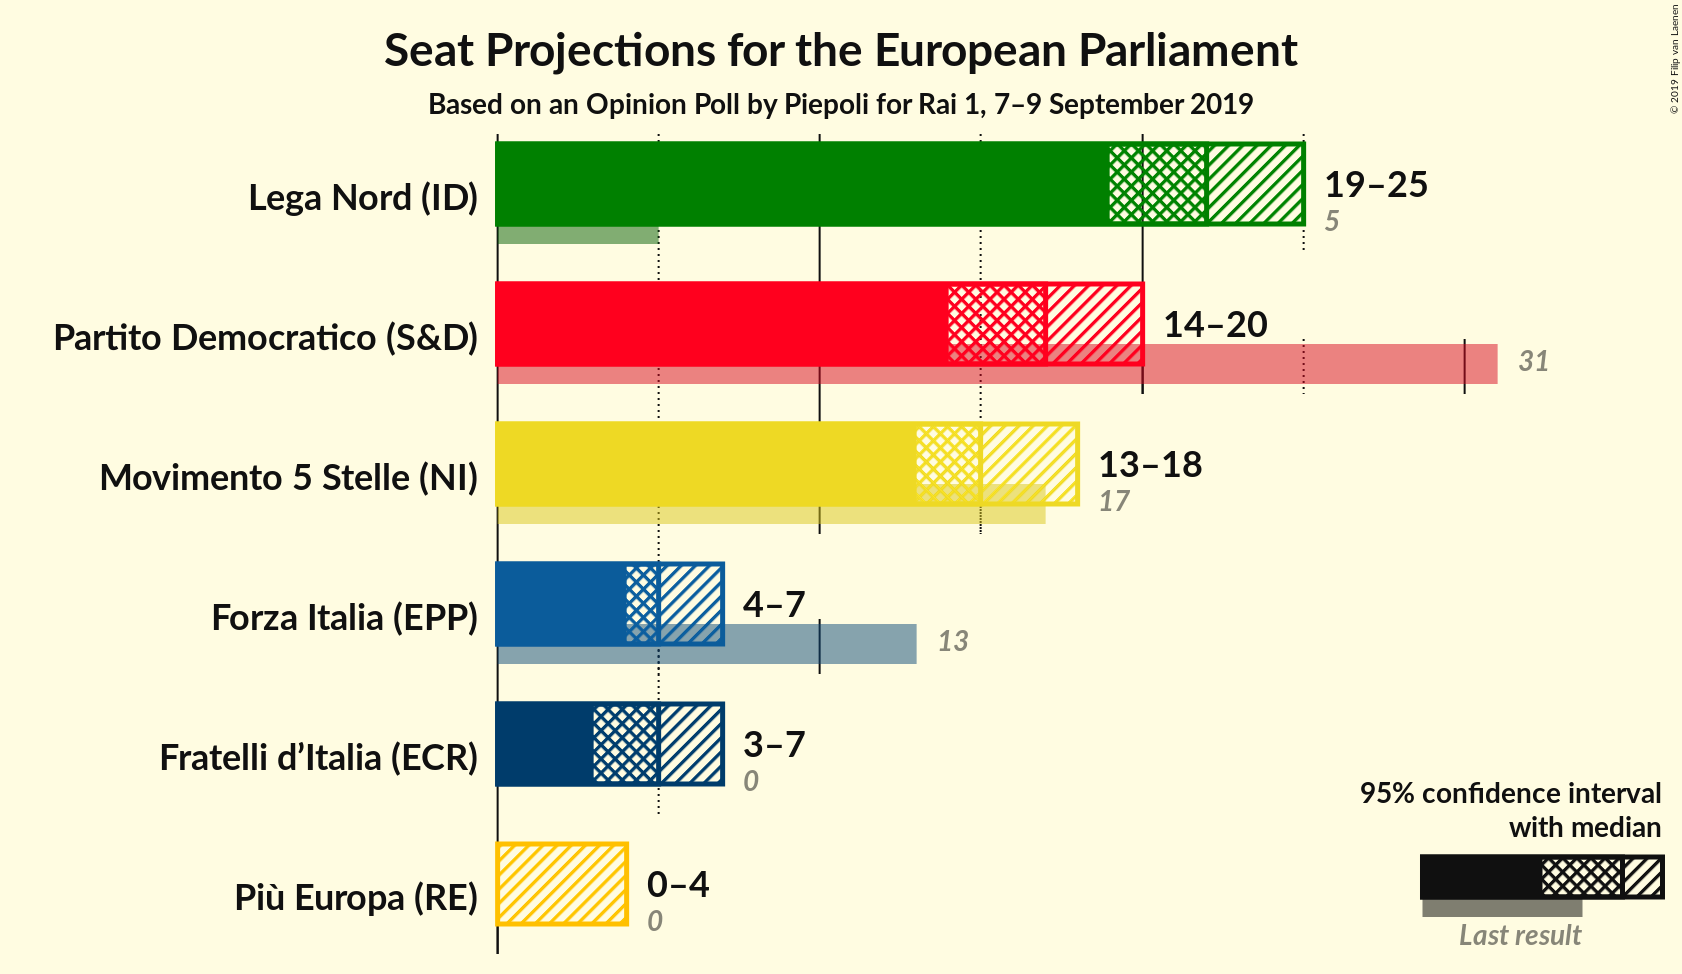 Seat Projections for the European Parliament
Based on an Opinion Poll by Piepoli for Rai 1, 7–9 September 2019
© 2019 Filip van Laenen
Lega Nord (ID)
19–25
5
Partito Democratico (S&D)
14–20
31
Movimento 5 Stelle (NI)
13–18
17
Forza Italia (EPP)
4–7
13
Fratelli d’Italia (ECR)
3–7
0
Più Europa (RE)
0–4
0
95% confidence interval
with median
Last result